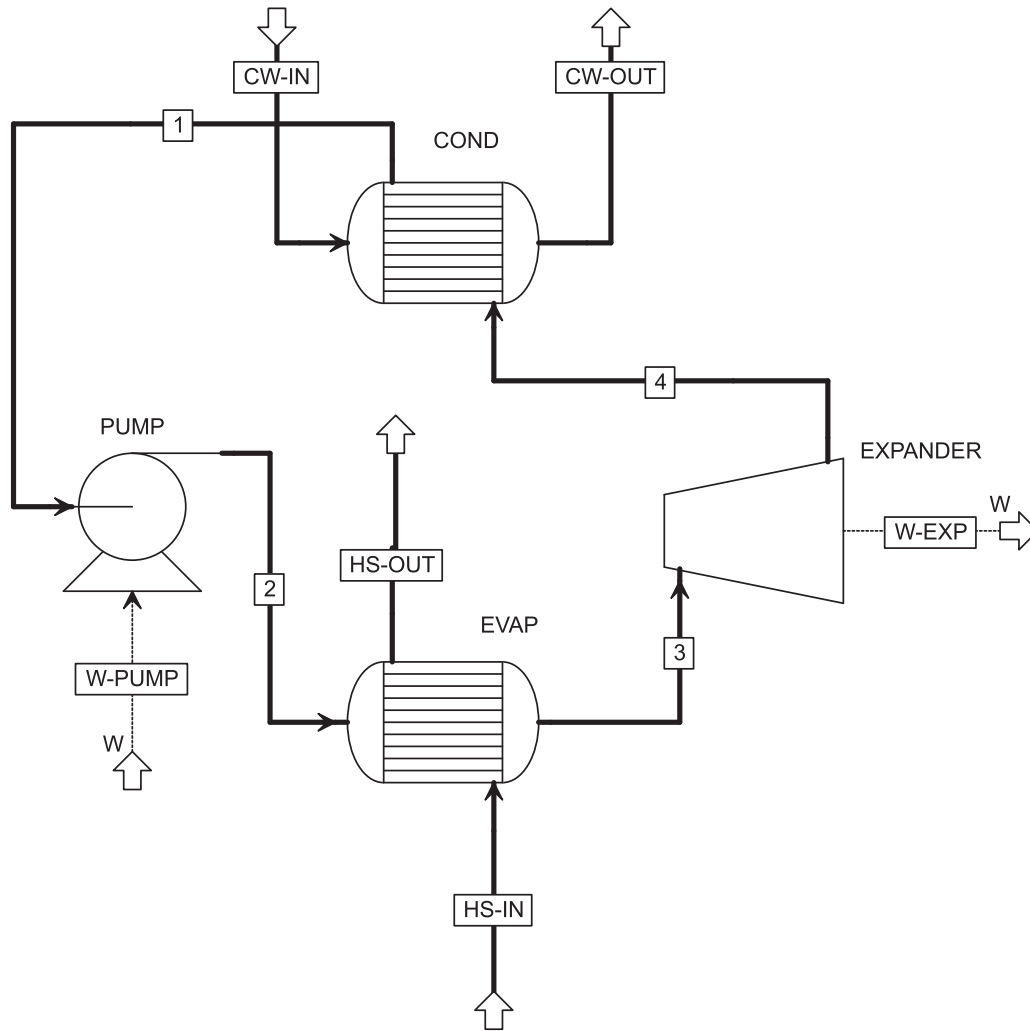 CW-IN
CW-OUT
1
COND
4
PUMP
EXPANDER
W
W-EXP
HS-OUT
2
EVAP
3
W-PUMP
W
HS-IN